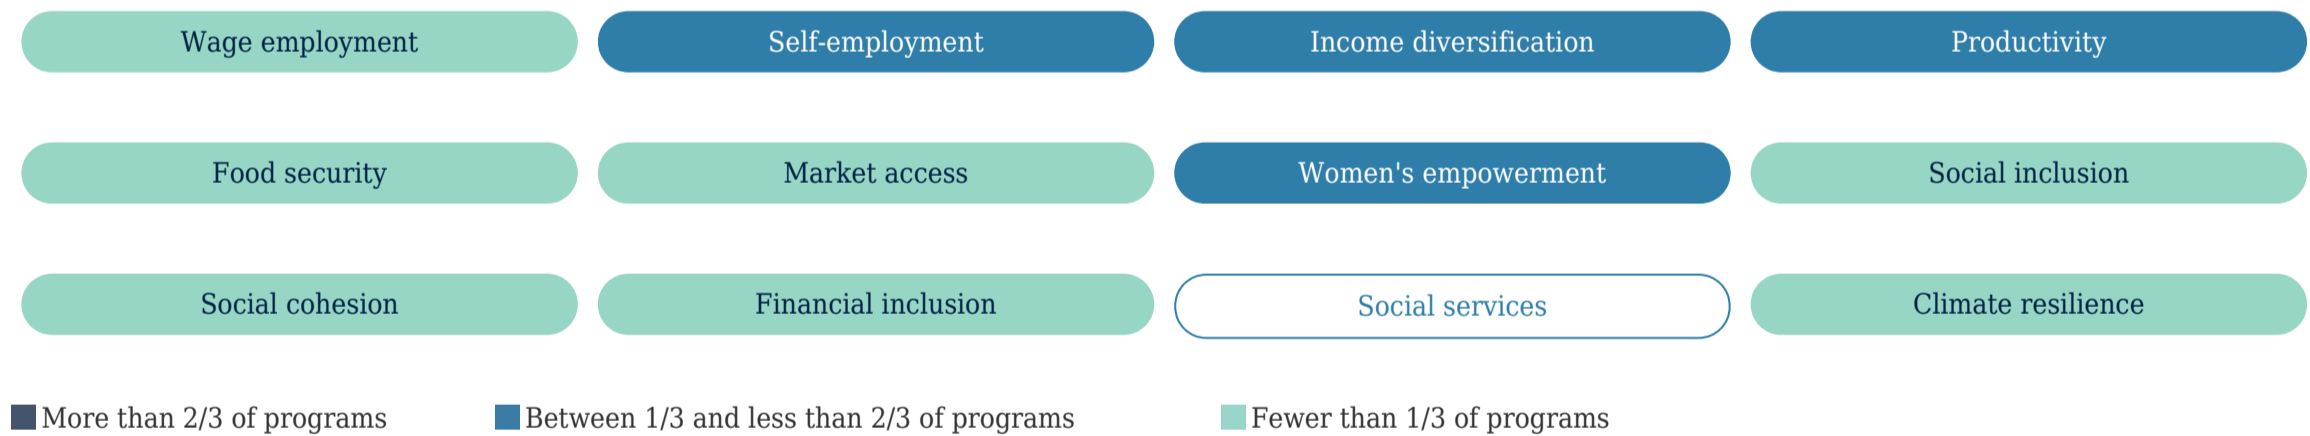 Wage employment
Self-employment
Income diversification
Productivity
Food security
Market access
Women's empowerment
Social inclusion
Social cohesion
Financial inclusion
Social services
Climate resilience
More than 2/3 of programs
Between 1/3 and less than 2/3 of programs
Fewer than 1/3 of programs